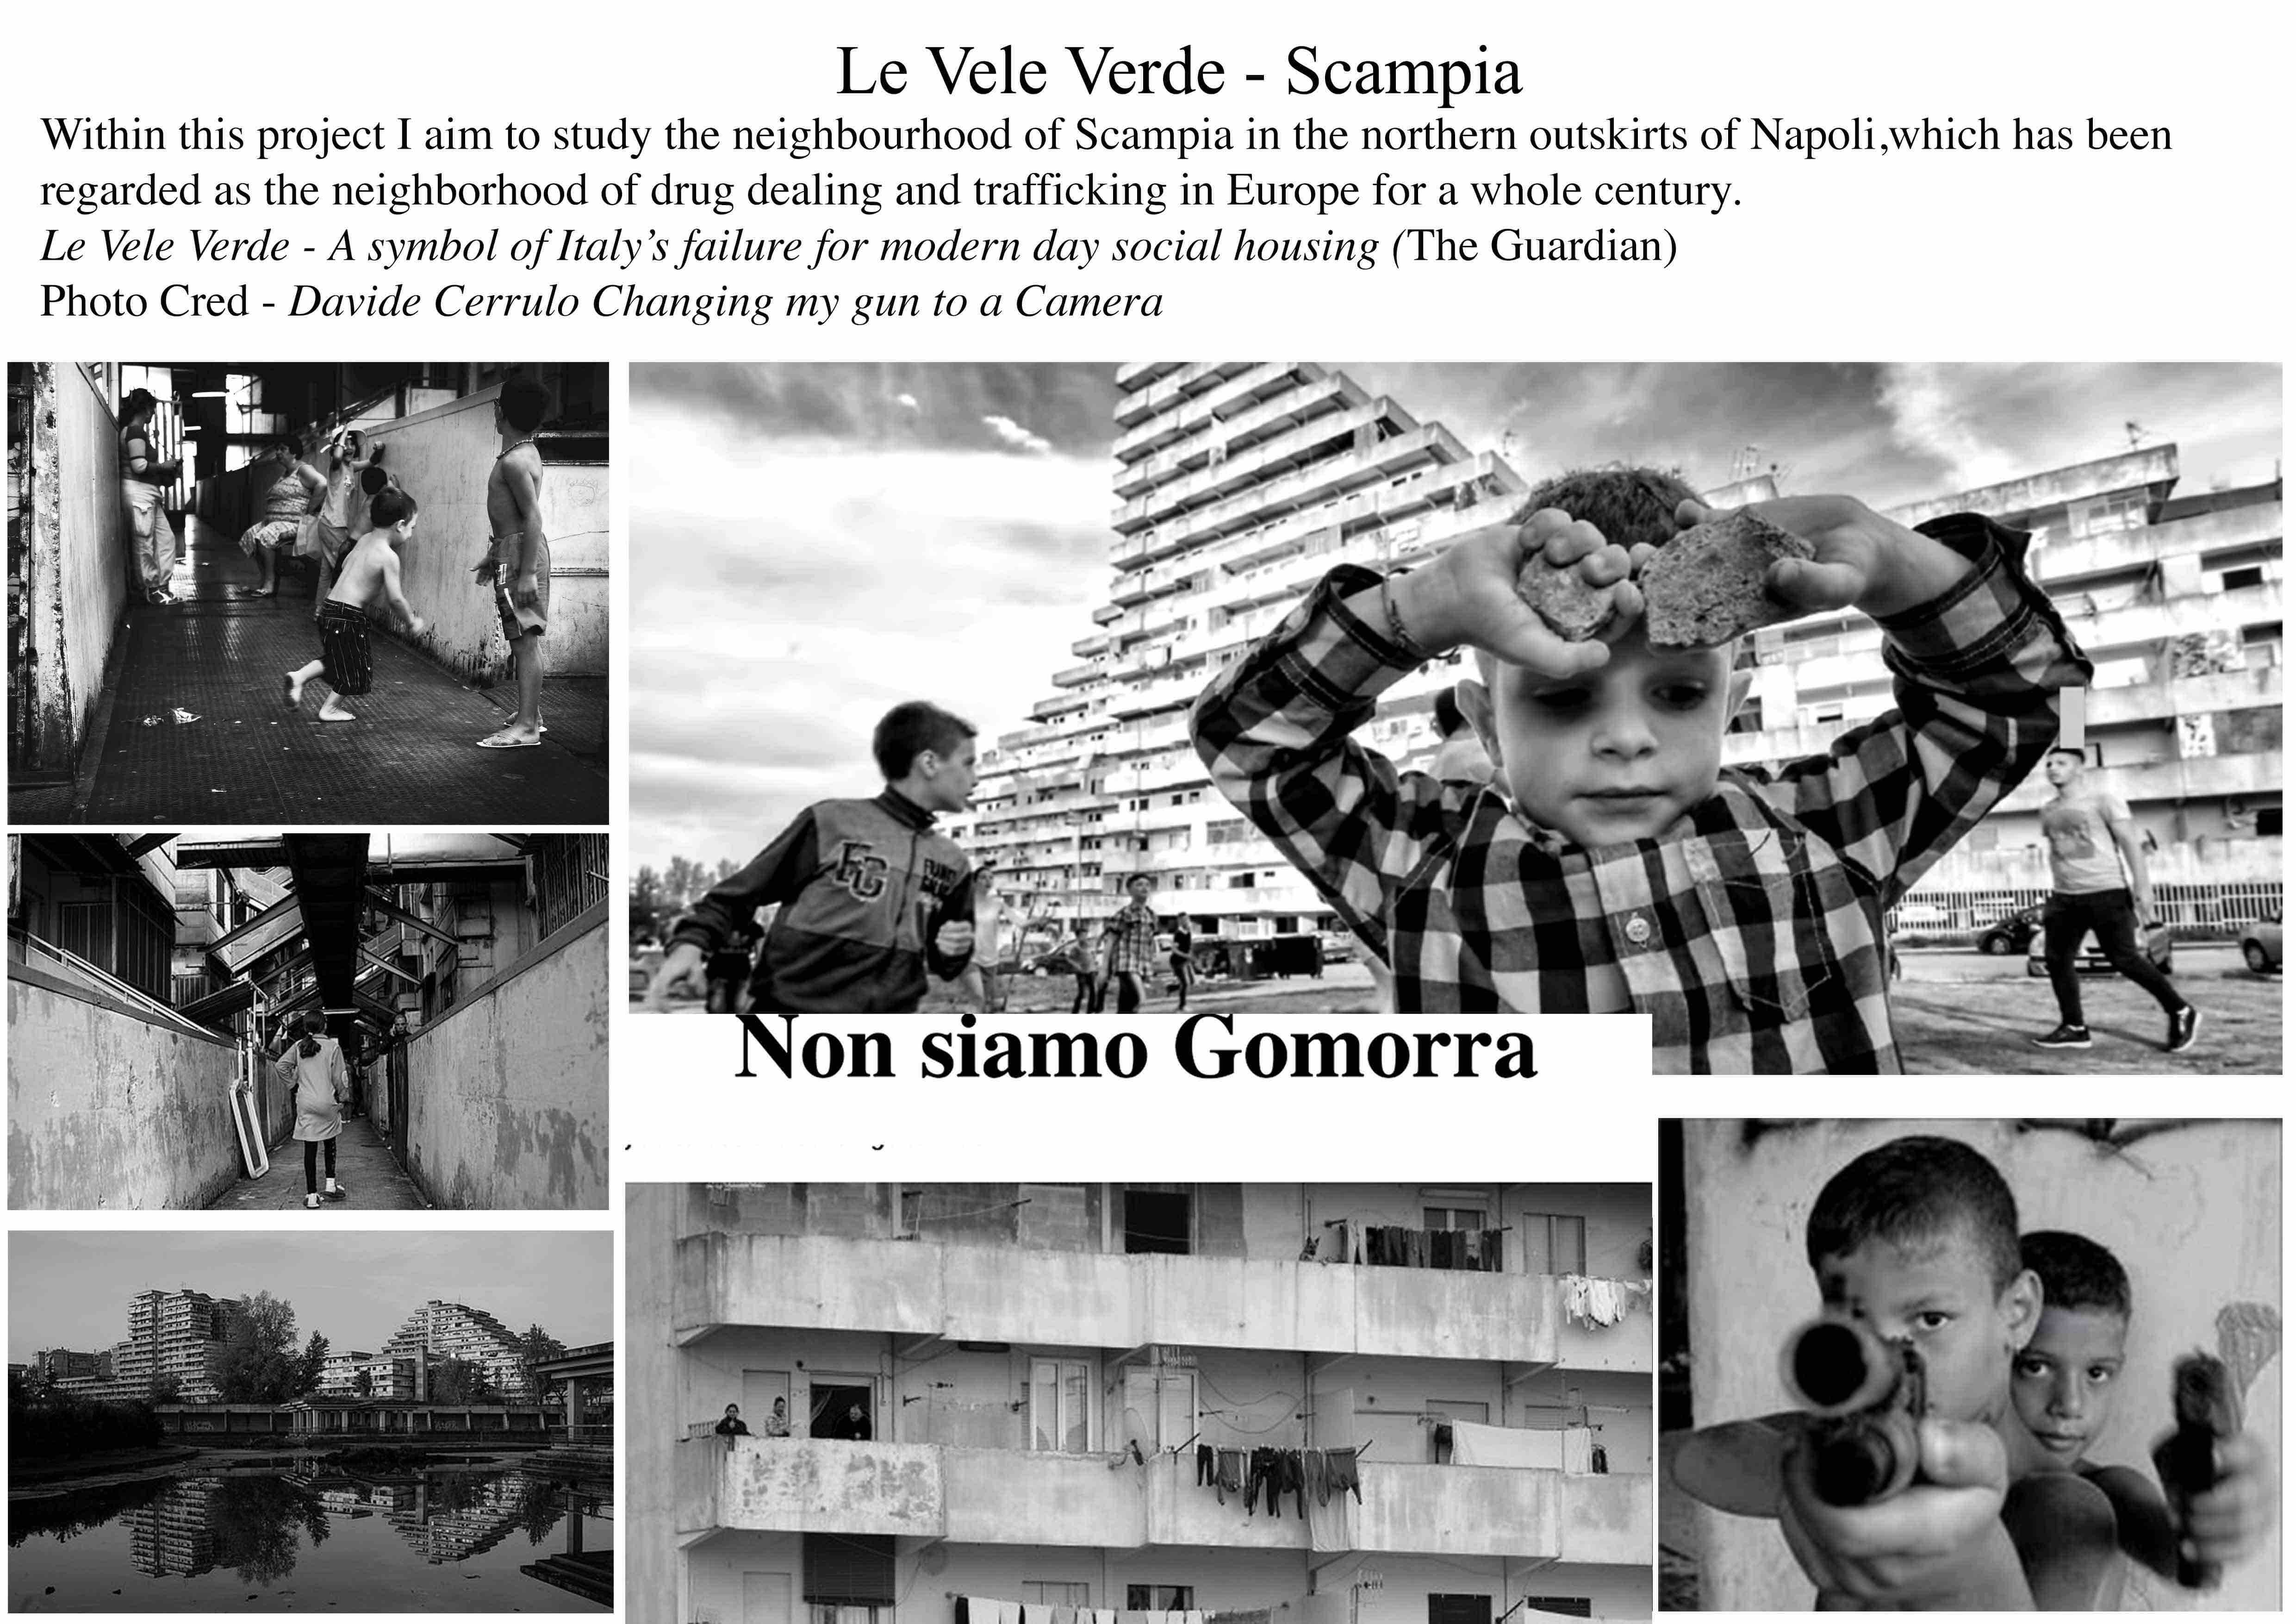 Le Vele Verde - Scampia
Within this project I aim to study the neighbourhood of Scampia in the northern outskirts of Napoli,which has been
regarded as the neighborhood of drug dealing and trafficking in Europe for a whole century.
Le Vele Verde - A symbol of Italy’s failure for modern day social housing (The Guardian)
Photo Cred - Davide Cerrulo Changing my gun to a Camera
FC
Non siamo Gomorra